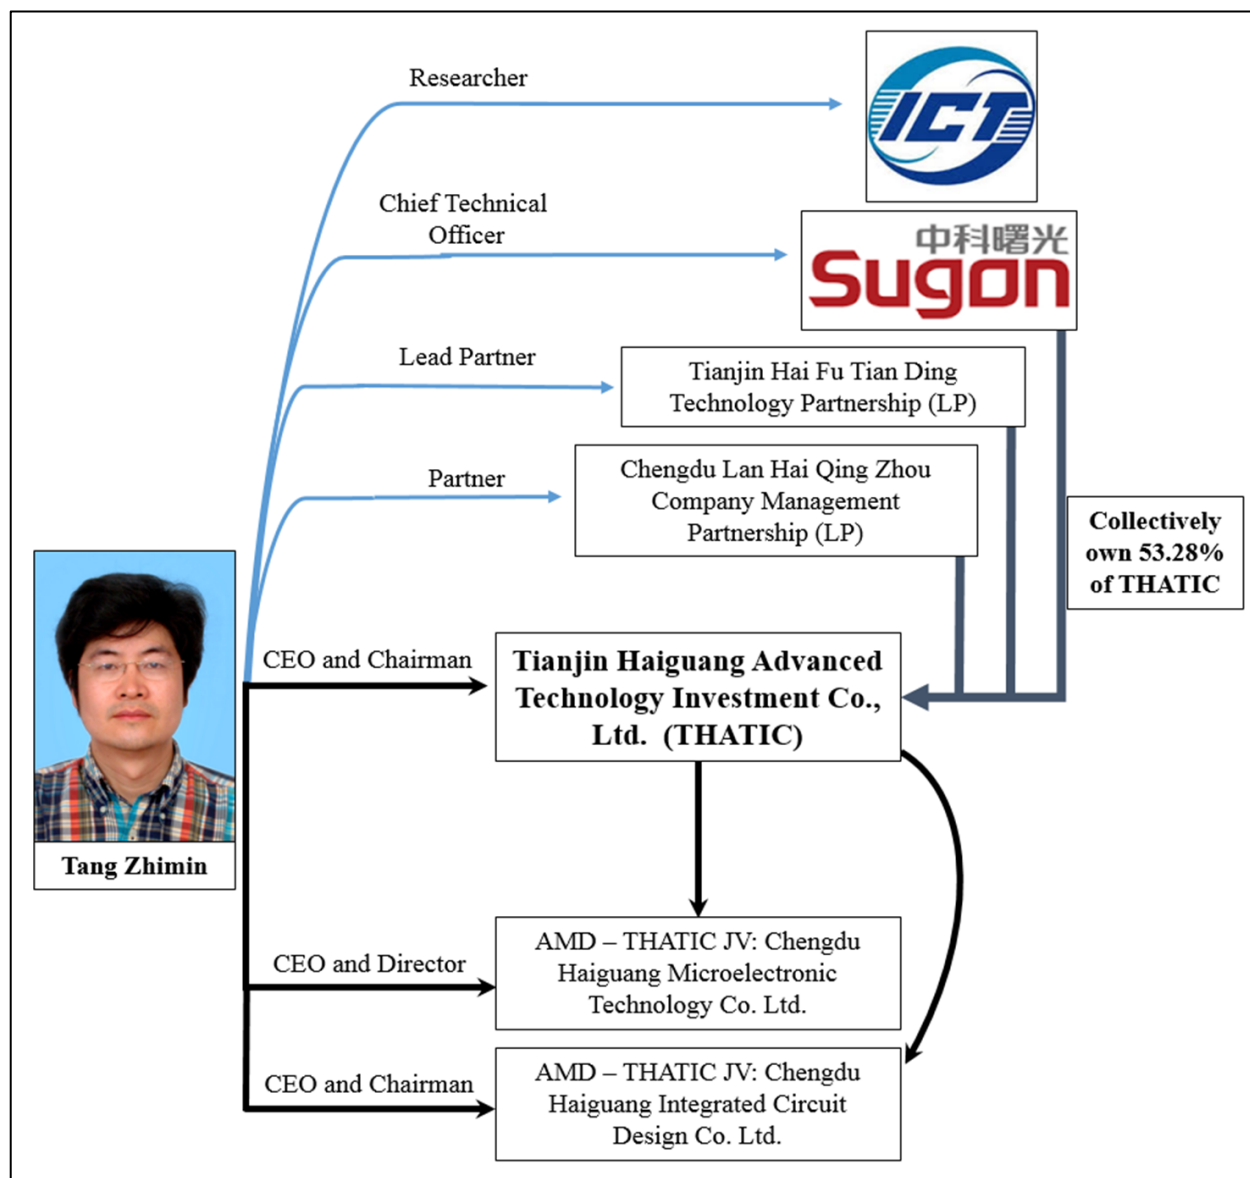 Researcher
ICT
Chief Technical
Officer
中科曙光
Sugon
Lead Partner
Tianjin Hai Fu Tian Ding
Technology Partnership (LP)
Partner
Chengdu Lan Hai Qing Zhou
Company Management
Partnership (LP)
Collectively
own 53.28%
of THATIC
CEO and Chairman
Tianjin Haiguang Advanced
Technology Investment Co.,
Ltd.  (THATIC)
Tang Zhimin
CEO and Director
AMD – THATIC JV: Chengdu
Haiguang Microelectronic
Technology Co. Ltd.
CEO and Chairman
AMD – THATIC JV: Chengdu
Haiguang Integrated Circuit
Design Co. Ltd.